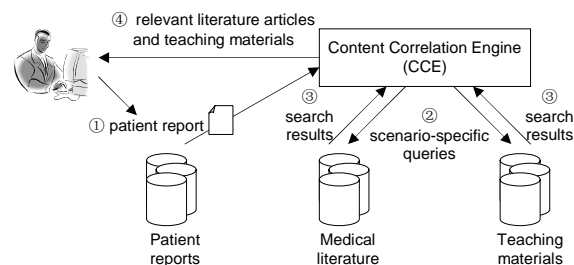 ④ relevant literature articles
and teaching materials
Content Correlation Engine
(CCE)
① patient report
③
search
results
②
scenario-specific
queries
③
search
results
Patient
reports
Medical
literature
Teaching
materials